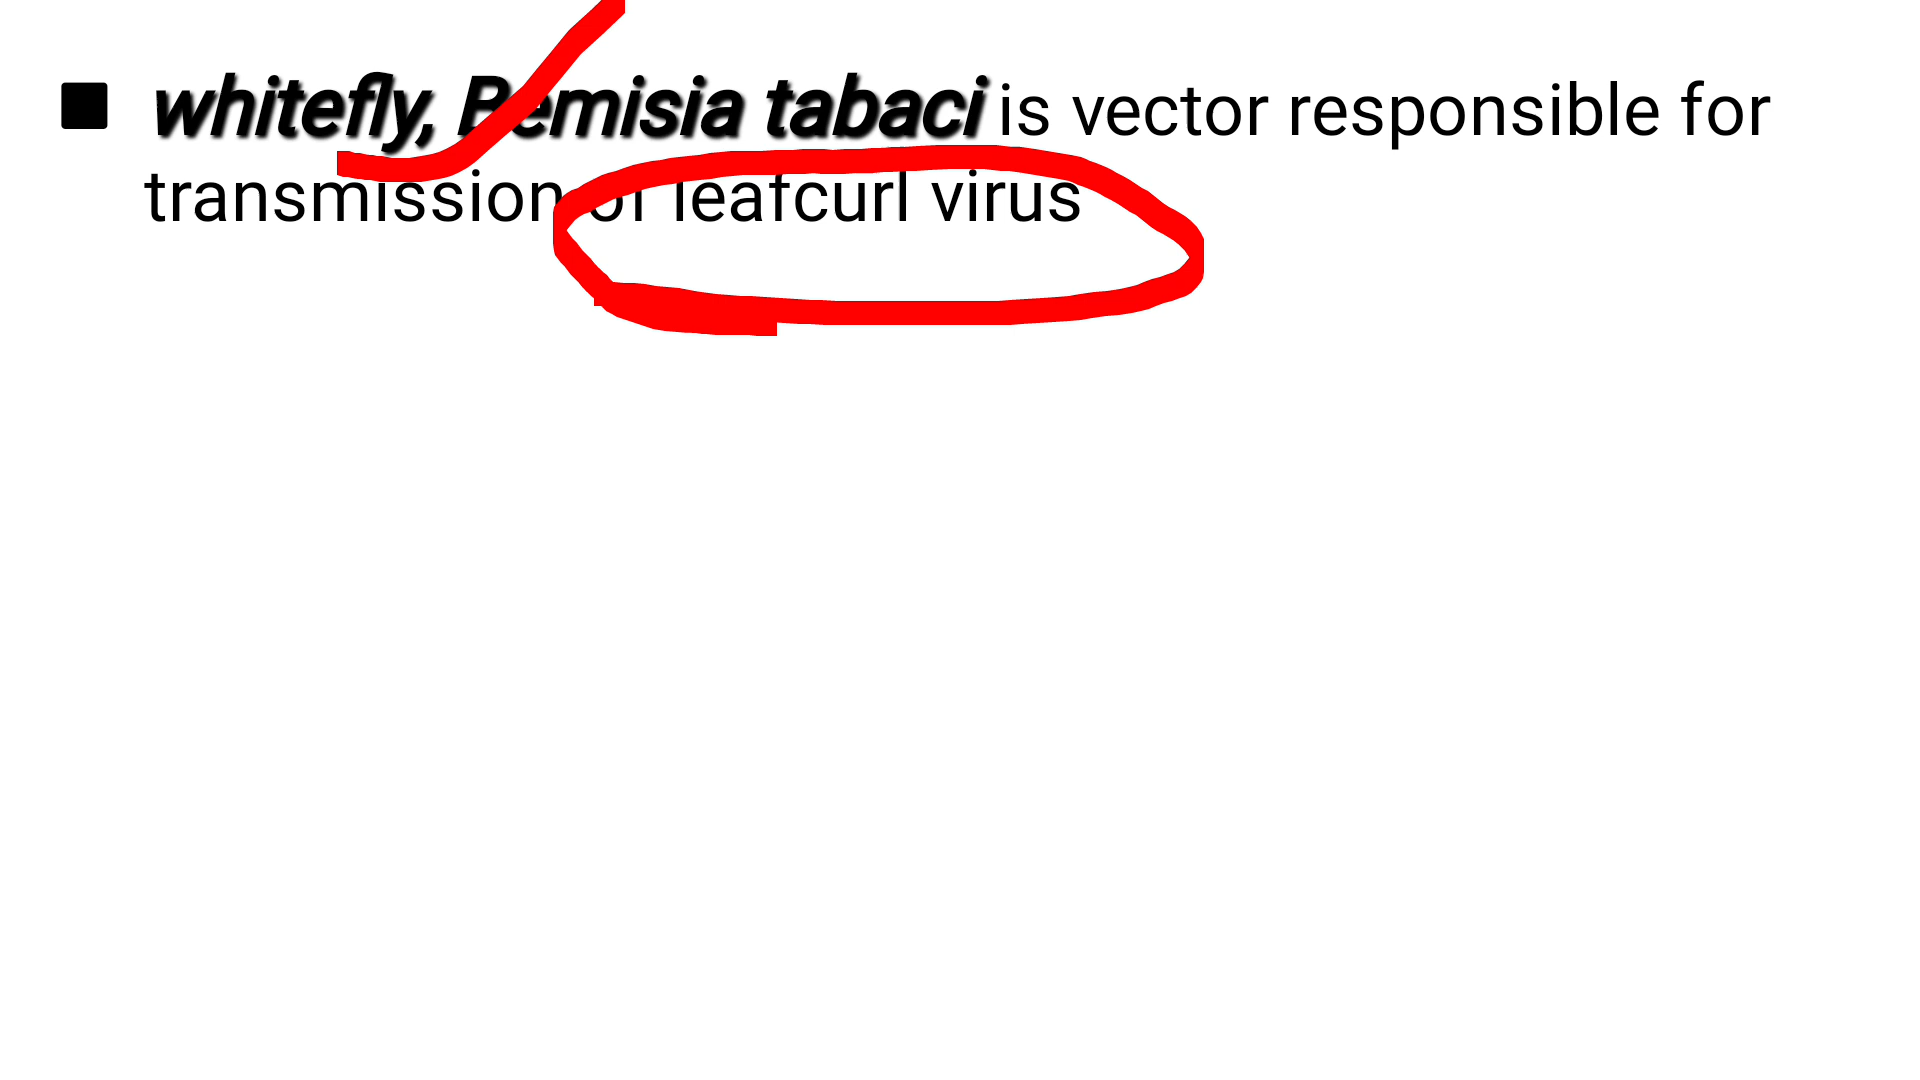 ■ whitefly, Bemisia tabaci is vector responsible for
transmission of leafcurl virus